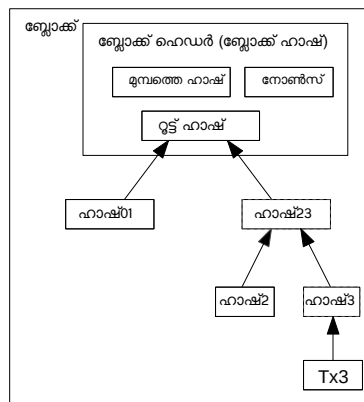 ബ്ലോക്ക്
ബ്ലോക്ക് ഹെഡർ (ബ്ലോക്ക് ഹാഷ്)
മുമ്പത്തെ ഹാഷ്
നോൺസ്
റൂട്ട് ഹാഷ്
ഹാഷ്01
ഹാഷ്23
ഹാഷ്2
ഹാഷ്3
Tx3